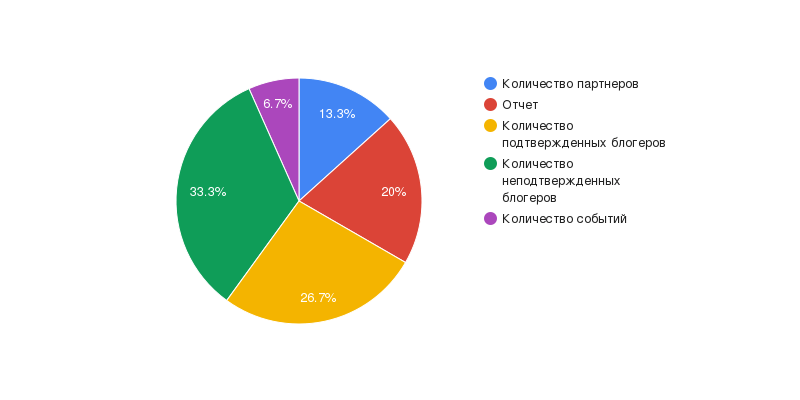 6.7%
13.3%
33.3%
20%
26.7%
Количество партнеров
Отчет
Количество
подтвержденных блогеров
Количество
неподтвержденных
блогеров
Количество событий